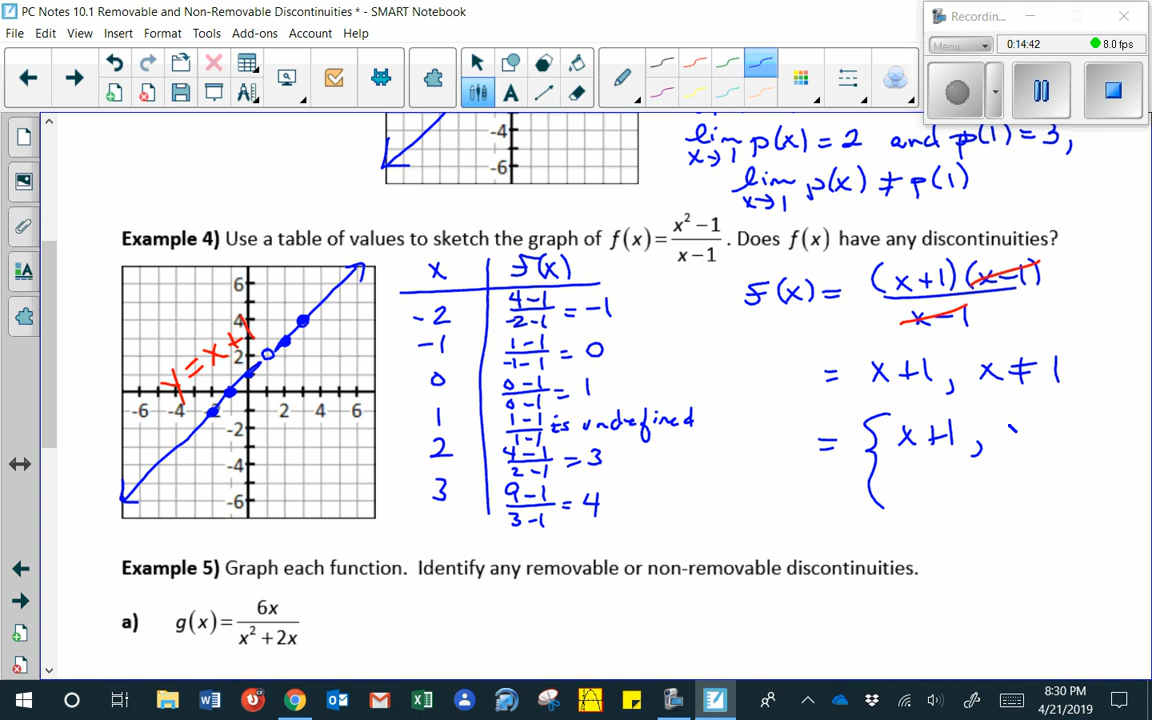 PC Notes 10.1 Removable and Non-Removable Discontinuities * - SMART Notebook
File Edit View Insert Format Tools Add-ons Account Help
Recordin...
Menu
0:14:42
8.0 fps
-4
-6
lim p(x) = 2 and p(1) = 3,
x→1
lim p(x) ≠ p(1)
x→1
Example 4) Use a table of values to sketch the graph of f(x) = (x² − 1)/(x − 1). Does f(x) have any discontinuities?
6
4
2
-6 -4 -2 2 4 6
-2
-4
-6
y = x + 1
x f(x)
-2 (4-1)/(-2-1) = -1
-1 (1-1)/(-1-1) = 0
0 (0-1)/(0-1) = 1
1 (1-1)/(1-1) is undefined
2 (4-1)/(2-1) = 3
3 (9-1)/(3-1) = 4
f(x) = (x+1)(x-1)/(x-1)
= x+1, x ≠ 1
= { x+1,
Example 5) Graph each function. Identify any removable or non-removable discontinuities.
a) g(x) = 6x/(x² + 2x)
8:30 PM
4/21/2019